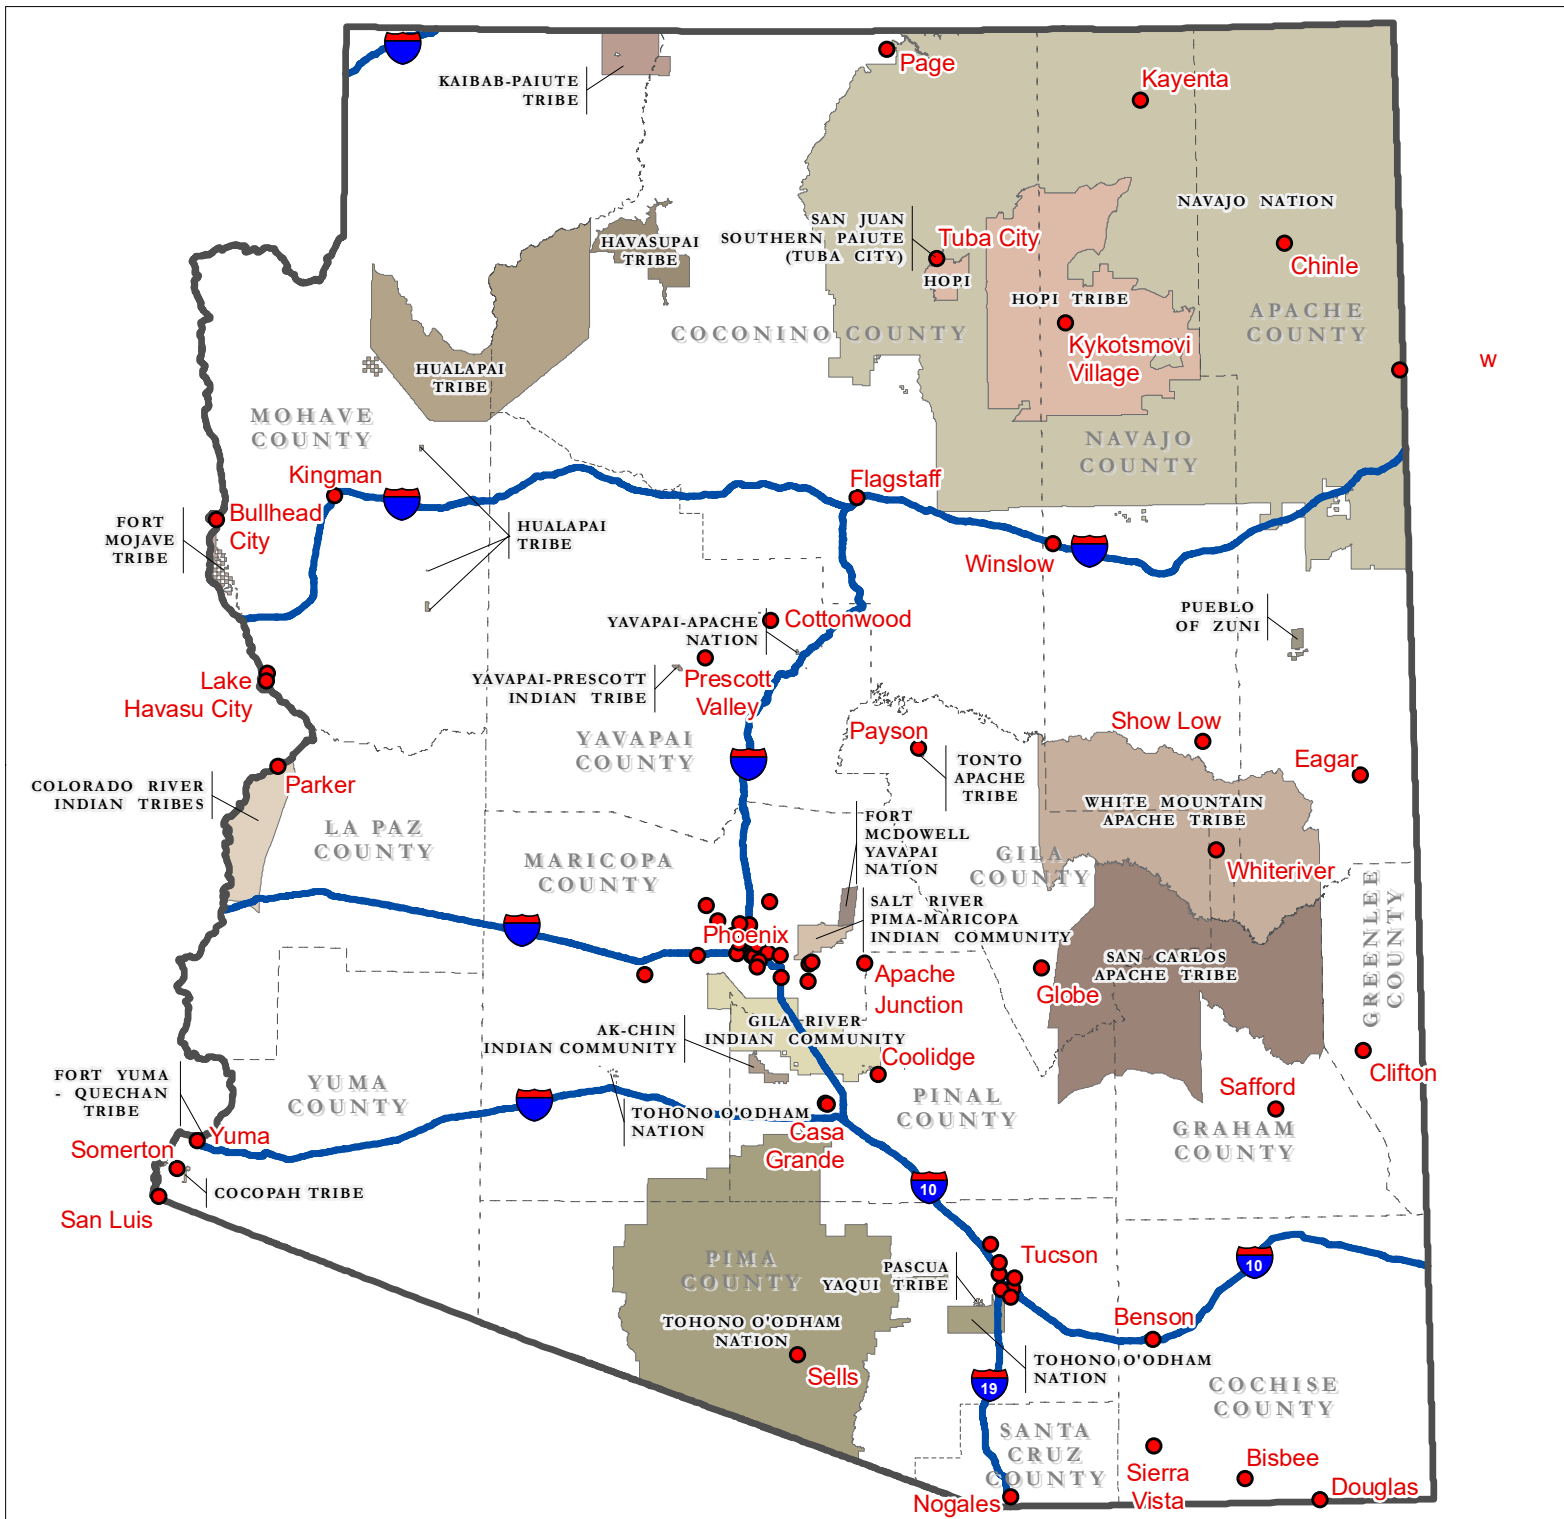 Page
Kayenta
KAIBAB-PAIUTE
TRIBE
NAVAJO NATION
SAN JUAN
SOUTHERN PAIUTE
(TUBA CITY)
Tuba City
HAVASUPAI
TRIBE
Chinle
HOPI
HOPI TRIBE
COCONINO COUNTY
APACHE
COUNTY
Kykotsmovi
Village
W
HUALAPAI
TRIBE
MOHAVE
COUNTY
NAVAJO
COUNTY
Kingman
Flagstaff
Bullhead
City
FORT
MOJAVE
TRIBE
HUALAPAI
TRIBE
Winslow
YAVAPAI-APACHE
NATION
Cottonwood
PUEBLO
OF ZUNI
YAVAPAI-PRESCOTT
INDIAN TRIBE
Prescott
Valley
Lake
Havasu City
YAVAPAI
COUNTY
Payson
Show Low
TONTO
APACHE
TRIBE
Eagar
COLORADO RIVER
INDIAN TRIBES
Parker
WHITE MOUNTAIN
APACHE TRIBE
LA PAZ
COUNTY
FORT
MCDOWELL
YAVAPAI
NATION
MARICOPA
COUNTY
GILA
COUNTY
Whiteriver
SALT RIVER
PIMA-MARICOPA
INDIAN COMMUNITY
Phoenix
GREENLEE
COUNTY
SAN CARLOS
APACHE TRIBE
Apache
Junction
Globe
GILA RIVER
INDIAN COMMUNITY
AK-CHIN
INDIAN COMMUNITY
Coolidge
Clifton
FORT YUMA
- QUECHAN
TRIBE
YUMA
COUNTY
Safford
PINAL
COUNTY
TOHONO O'ODHAM
NATION
Casa
Grande
GRAHAM
COUNTY
Yuma
Somerton
COCOPAH TRIBE
10
San Luis
Tucson
PIMA
COUNTY
PASCUA
YAQUI TRIBE
10
TOHONO O'ODHAM
NATION
Benson
Sells
TOHONO O'ODHAM
NATION
19
COCHISE
COUNTY
SANTA
CRUZ
COUNTY
Sierra
Vista
Bisbee
Douglas
Nogales